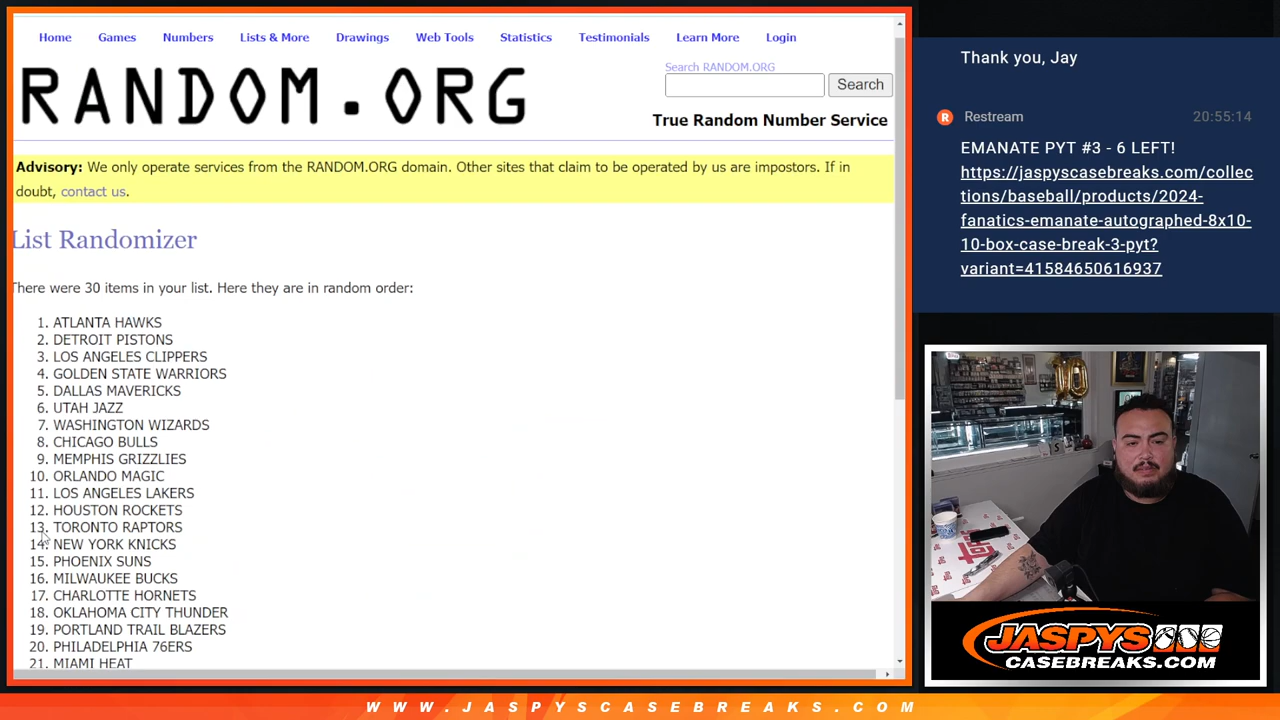 Home Games Numbers Lists & More Drawings Web Tools Statistics Testimonials Learn More Login
RANDOM.ORG
Search RANDOM.ORG
Search
True Random Number Service
Advisory: We only operate services from the RANDOM.ORG domain. Other sites that claim to be operated by us are impostors. If in
doubt, contact us.
List Randomizer
There were 30 items in your list. Here they are in random order:
1. ATLANTA HAWKS
2. DETROIT PISTONS
3. LOS ANGELES CLIPPERS
4. GOLDEN STATE WARRIORS
5. DALLAS MAVERICKS
6. UTAH JAZZ
7. WASHINGTON WIZARDS
8. CHICAGO BULLS
9. MEMPHIS GRIZZLIES
10. ORLANDO MAGIC
11. LOS ANGELES LAKERS
12. HOUSTON ROCKETS
13. TORONTO RAPTORS
14. NEW YORK KNICKS
15. PHOENIX SUNS
16. MILWAUKEE BUCKS
17. CHARLOTTE HORNETS
18. OKLAHOMA CITY THUNDER
19. PORTLAND TRAIL BLAZERS
20. PHILADELPHIA 76ERS
21. MIAMI HEAT
Thank you, Jay
R Restream 20:55:14
EMANATE PYT #3 - 6 LEFT!
https://jaspyscasebreaks.com/collec
tions/baseball/products/2024-
fanatics-emanate-autographed-8x10-
10-box-case-break-3-pyt?
variant=41584650616937
JASPYS
CASEBREAKS.COM
WWW.JASPYSCASEBREAKS.COM